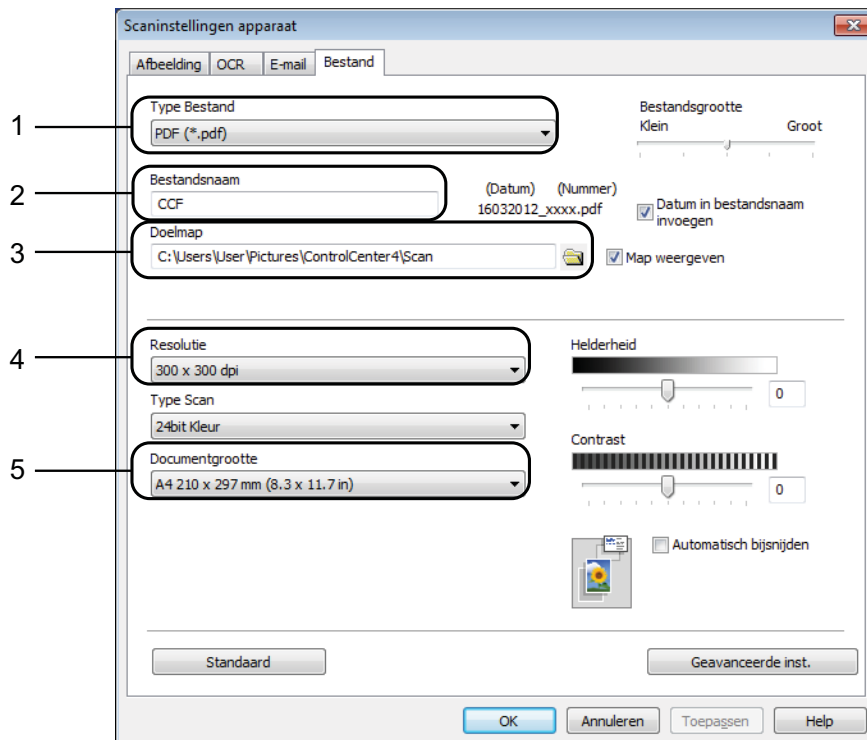 Scaninstellingen apparaat
Afbeelding OCR E-mail Bestand
1
Type Bestand
PDF (*.pdf)
Bestandsgrootte
Klein Groot
2
Bestandsnaam
CCF
(Datum) (Nummer)
16032012_xxxx.pdf
Datum in bestandsnaam
invoegen
3
Doelmap
C:\Users\User\Pictures\ControlCenter4\Scan
Map weergeven
4
Resolutie
300 x 300 dpi
Helderheid
0
Type Scan
24bit Kleur
Contrast
0
5
Documentgrootte
A4 210 x 297 mm (8.3 x 11.7 in)
Automatisch bijsnijden
Standaard
Geavanceerde inst.
OK Annuleren Toepassen Help